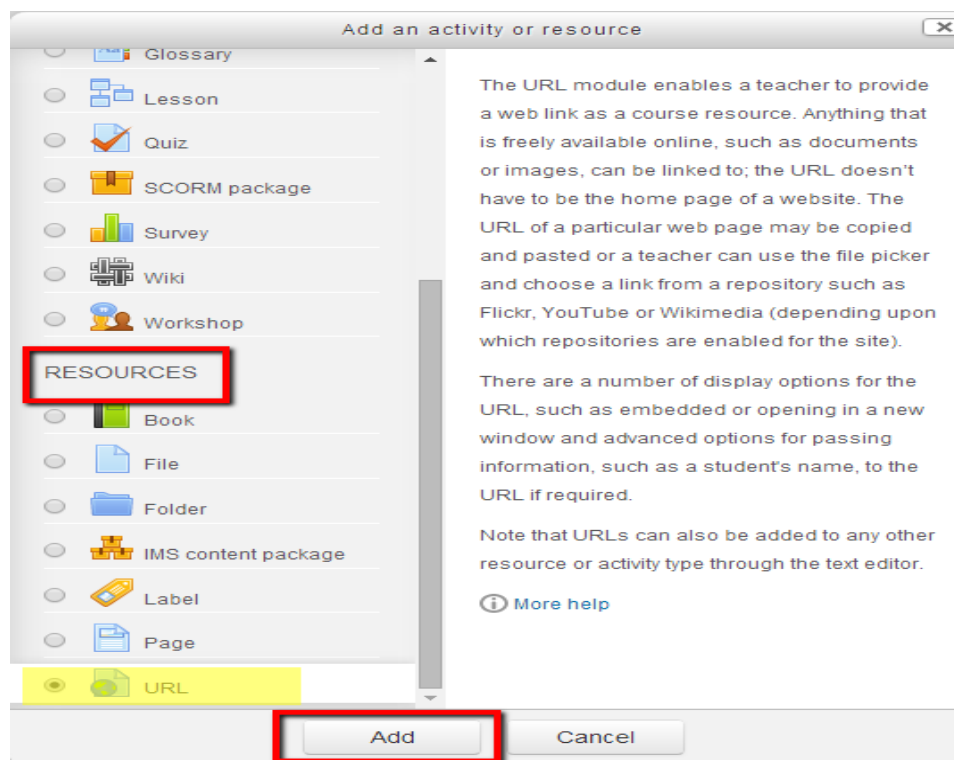 Add an activity or resource
Glossary
Lesson
Quiz
SCORM package
Survey
Wiki
Workshop
RESOURCES
Book
File
Folder
IMS content package
Label
Page
URL
The URL module enables a teacher to provide
a web link as a course resource. Anything that
is freely available online, such as documents
or images, can be linked to; the URL doesn't
have to be the home page of a website. The
URL of a particular web page may be copied
and pasted or a teacher can use the file picker
and choose a link from a repository such as
Flickr, YouTube or Wikimedia (depending upon
which repositories are enabled for the site).
There are a number of display options for the
URL, such as embedded or opening in a new
window and advanced options for passing
information, such as a student's name, to the
URL if required.
Note that URLs can also be added to any other
resource or activity type through the text editor.
More help
Add
Cancel